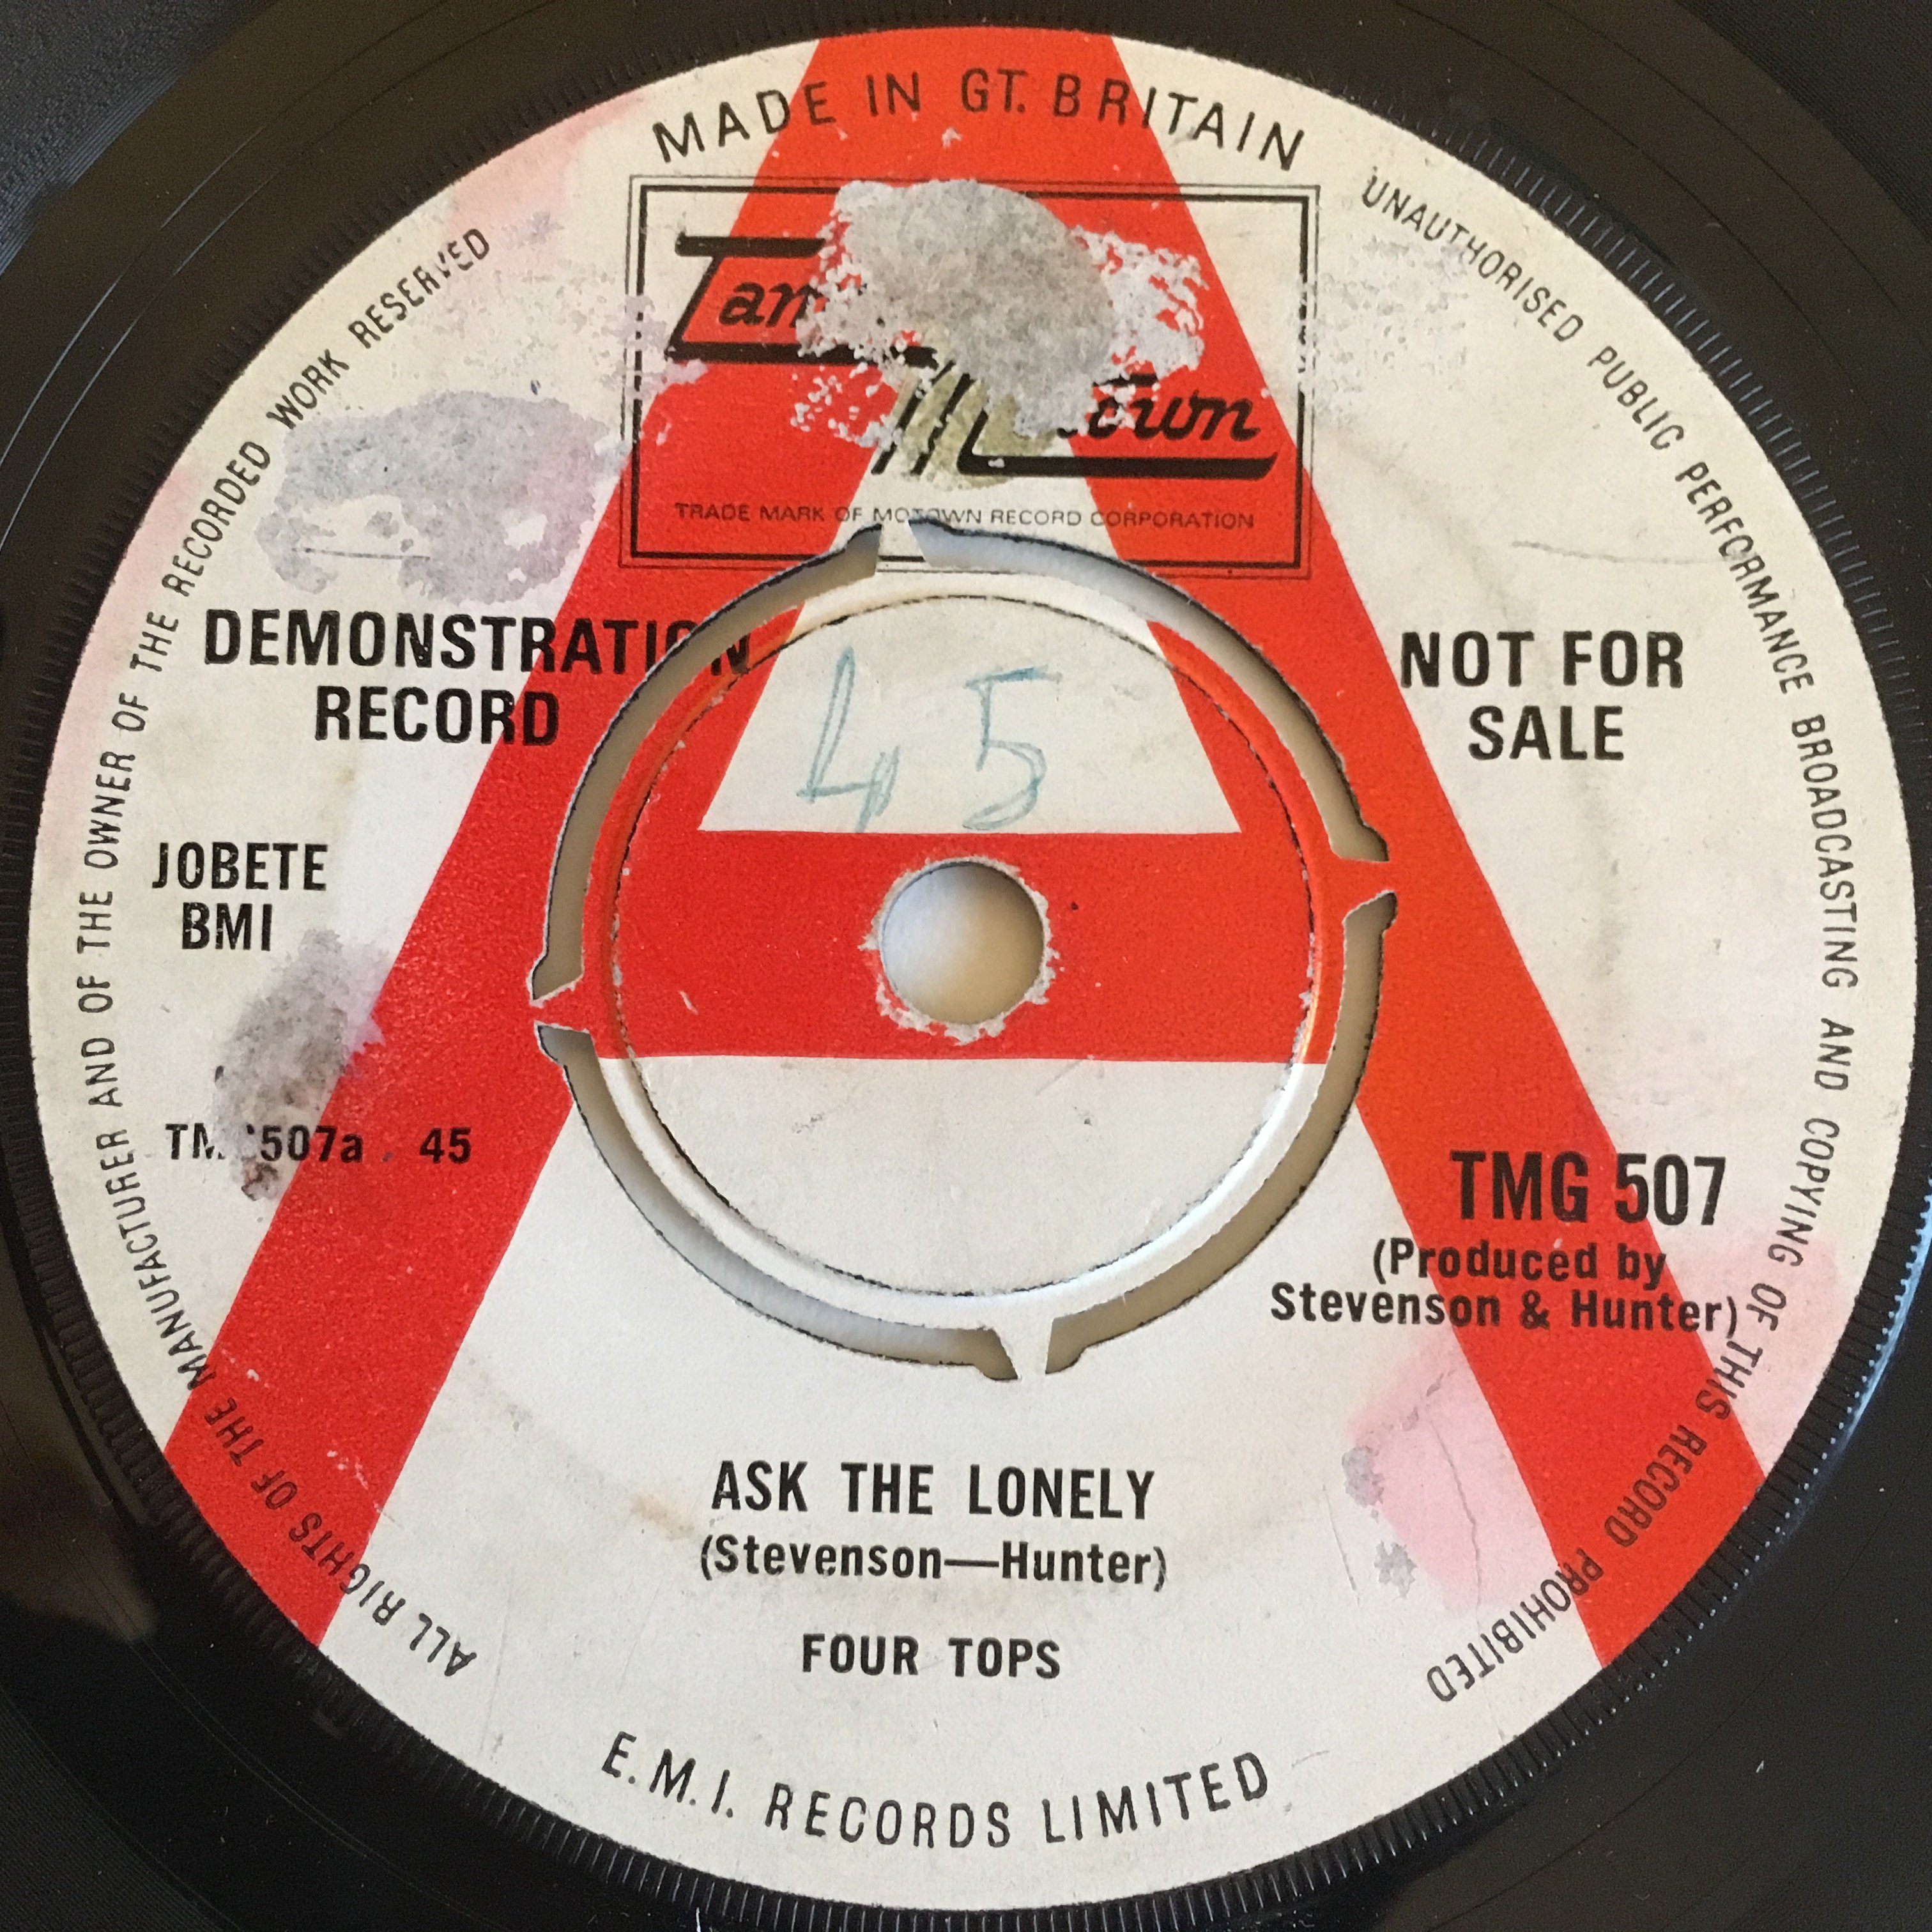 MADE IN GT. BRITAIN
UNAUTHORISED PUBLIC PERFORMANCE BROADCASTING AND COPYING OF THIS RECORD PROHIBITED
ALL RIGHTS OF THE MANUFACTURER AND OF THE OWNER OF THE RECORDED WORK RESERVED
TRADE MARK OF MOTOWN RECORD CORPORATION
DEMONSTRATION
RECORD
NOT FOR
SALE
45
JOBETE
BMI
507a . 45
TMG 507
(Produced by
Stevenson & Hunter)
ASK THE LONELY
(Stevenson—Hunter)
FOUR TOPS
E.M.I. RECORDS LIMITED